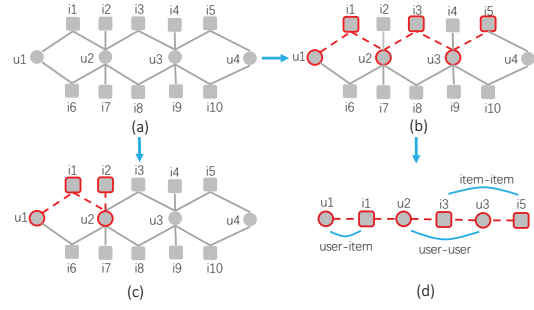 i1 i2 i3 i4 i5
u1 u2 u3 u4
i6 i7 i8 i9 i10
(a)
i1 i2 i3 i4 i5
u1 u2 u3 u4
i6 i7 i8 i9 i10
(b)
i1 i2 i3 i4 i5
u1 u2 u3 u4
i6 i7 i8 i9 i10
(c)
item-item
u1 i1 u2 i3 u3 i5
user-item
user-user
(d)